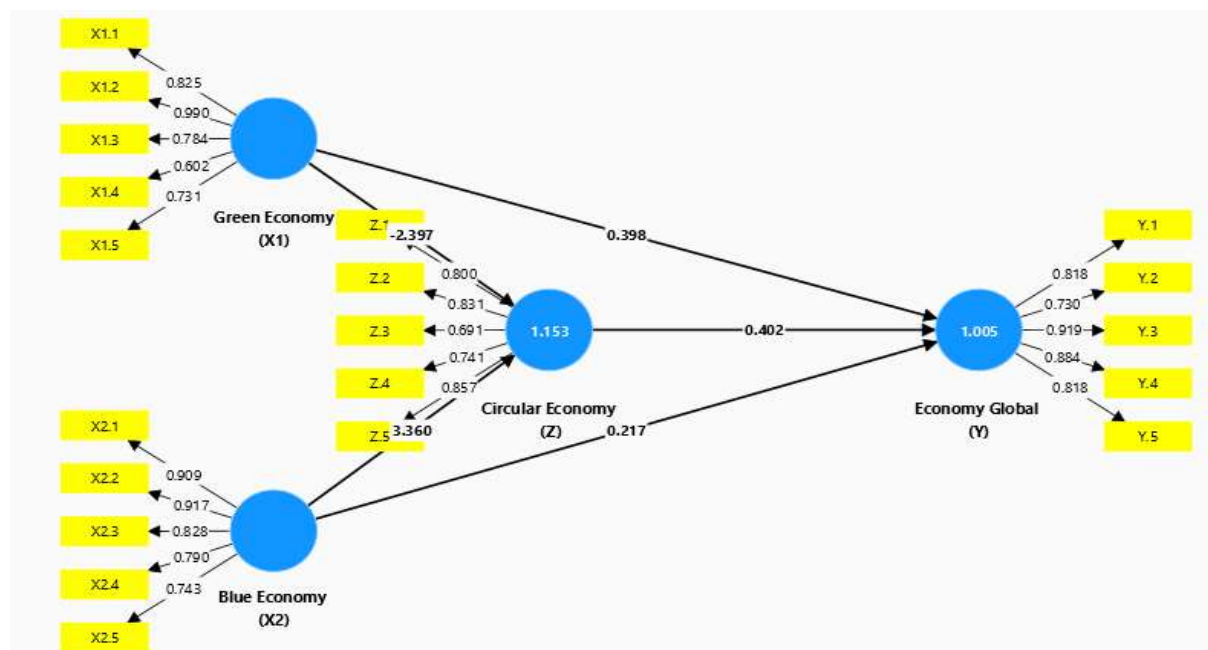 X1.1
0.825
X1.2
0.990
X1.3
0.784
X1.4
0.602
X1.5
0.731
Green Economy
(X1)
-2.397
0.398
Z.1
0.800
Z.2
0.831
Z.3
0.691
Z.4
0.741
Z.5
0.857
1.153
Circular Economy
(Z)
0.402
3.360
0.217
Y.1
0.818
Y.2
0.730
Y.3
0.919
Y.4
0.884
Y.5
0.818
1.005
Economy Global
(Y)
X2.1
0.909
X2.2
0.917
X2.3
0.828
X2.4
0.790
X2.5
0.743
Blue Economy
(X2)